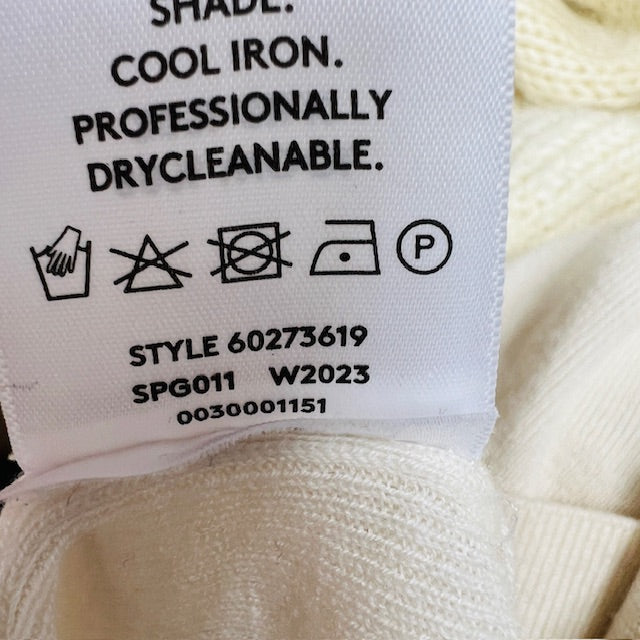 SHADE.
COOL IRON.
PROFESSIONALLY
DRYCLEANABLE.
P
STYLE 60273619
SPG011 W2023
0030001151